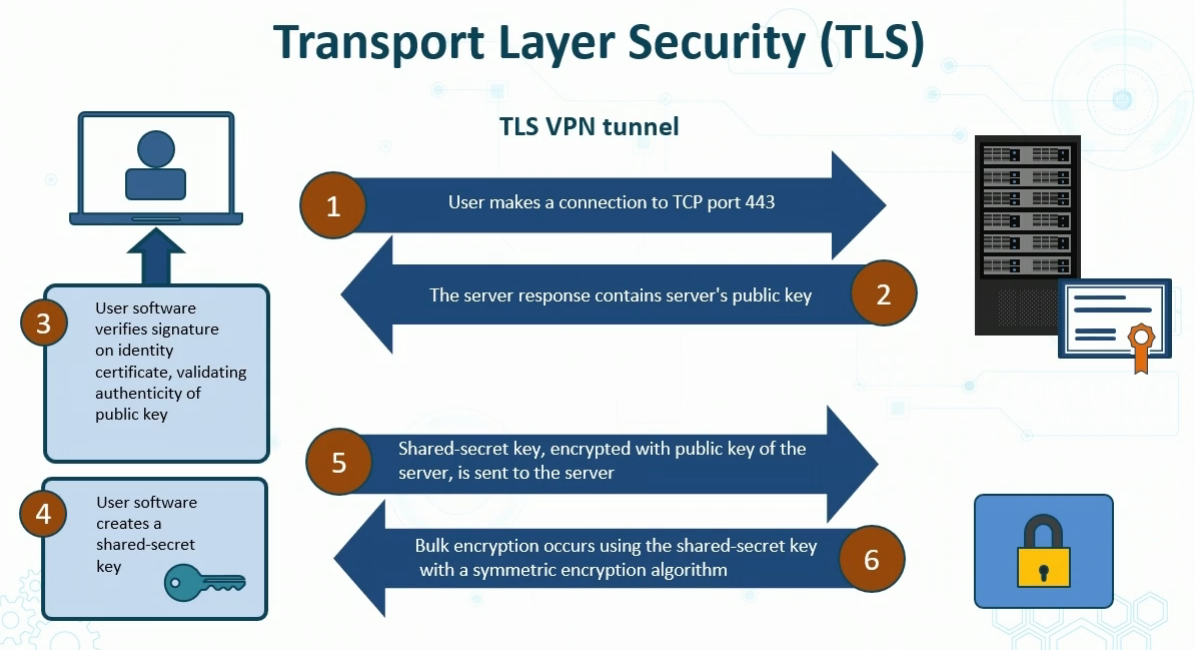 Transport Layer Security (TLS)
TLS VPN tunnel
1
User makes a connection to TCP port 443
2
The server response contains server's public key
3
User software
verifies signature
on identity
certificate, validating
authenticity of
public key
4
User software
creates a
shared-secret
key
5
Shared-secret key, encrypted with public key of the
server, is sent to the server
6
Bulk encryption occurs using the shared-secret key
with a symmetric encryption algorithm